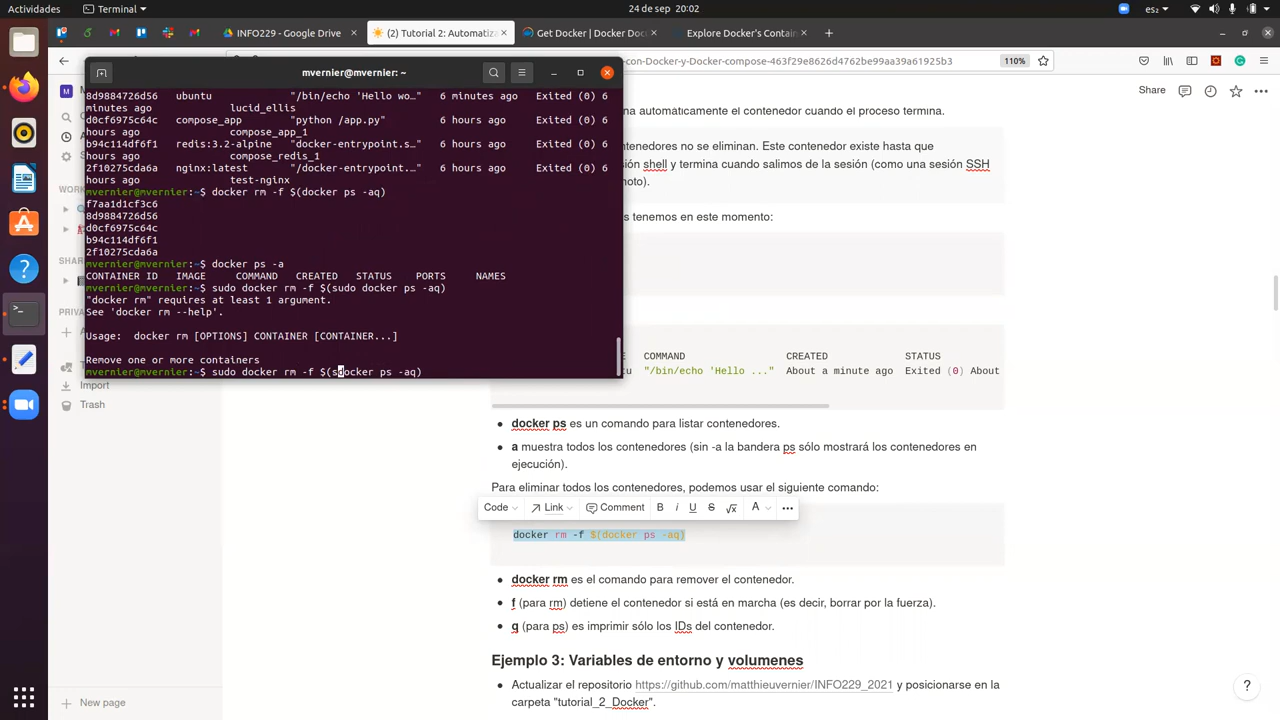 Actividades
Terminal
24 de sep 20:02
es₂
INFO229 - Google Drive
(2) Tutorial 2: Automatiza
Get Docker | Docker Doc
Explore Docker's Contain
con-Docker-y-Docker-compose-463f29e8626d4762be99aa39a61925b3
110%
mvernier@mvernier: ~
8d9884726d56 ubuntu "/bin/echo 'Hello wo…" 6 minutes ago Exited (0) 6
minutes ago lucid_ellis
d0cf6975c64c compose_app "python /app.py" 6 hours ago Exited (0) 6
hours ago compose_app_1
b94c114df6f1 redis:3.2-alpine "docker-entrypoint.s…" 6 hours ago Exited (0) 6
hours ago compose_redis_1
2f10275cda6a nginx:latest "/docker-entrypoint.…" 6 hours ago Exited (0) 6
hours ago test-nginx
mvernier@mvernier:~$ docker rm -f $(docker ps -aq)
f7aa1d1cf3c6
8d9884726d56
d0cf6975c64c
b94c114df6f1
2f10275cda6a
mvernier@mvernier:~$ docker ps -a
CONTAINER ID IMAGE COMMAND CREATED STATUS PORTS NAMES
mvernier@mvernier:~$ sudo docker rm -f $(sudo docker ps -aq)
"docker rm" requires at least 1 argument.
See 'docker rm --help'.
Usage: docker rm [OPTIONS] CONTAINER [CONTAINER...]
Remove one or more containers
mvernier@mvernier:~$ sudo docker rm -f $(sdocker ps -aq)
M
WORK
SHAR
PRIVA
Import
Trash
New page
Share
na automáticamente el contenedor cuando el proceso termina.
ntenedores no se eliminan. Este contenedor existe hasta que
sión shell y termina cuando salimos de la sesión (como una sesión SSH
noto).
s tenemos en este momento:
COMMAND CREATED STATUS
tu "/bin/echo 'Hello ..." About a minute ago Exited (0) About
docker ps es un comando para listar contenedores.
a muestra todos los contenedores (sin -a la bandera ps sólo mostrará los contenedores en
ejecución).
Para eliminar todos los contenedores, podemos usar el siguiente comando:
Code Link Comment B i U S √x A
docker rm -f $(docker ps -aq)
docker rm es el comando para remover el contenedor.
f (para rm) detiene el contenedor si está en marcha (es decir, borrar por la fuerza).
q (para ps) es imprimir sólo los IDs del contenedor.
Ejemplo 3: Variables de entorno y volumenes
Actualizar el repositorio https://github.com/matthieuvernier/INFO229_2021 y posicionarse en la
carpeta "tutorial_2_Docker".
?